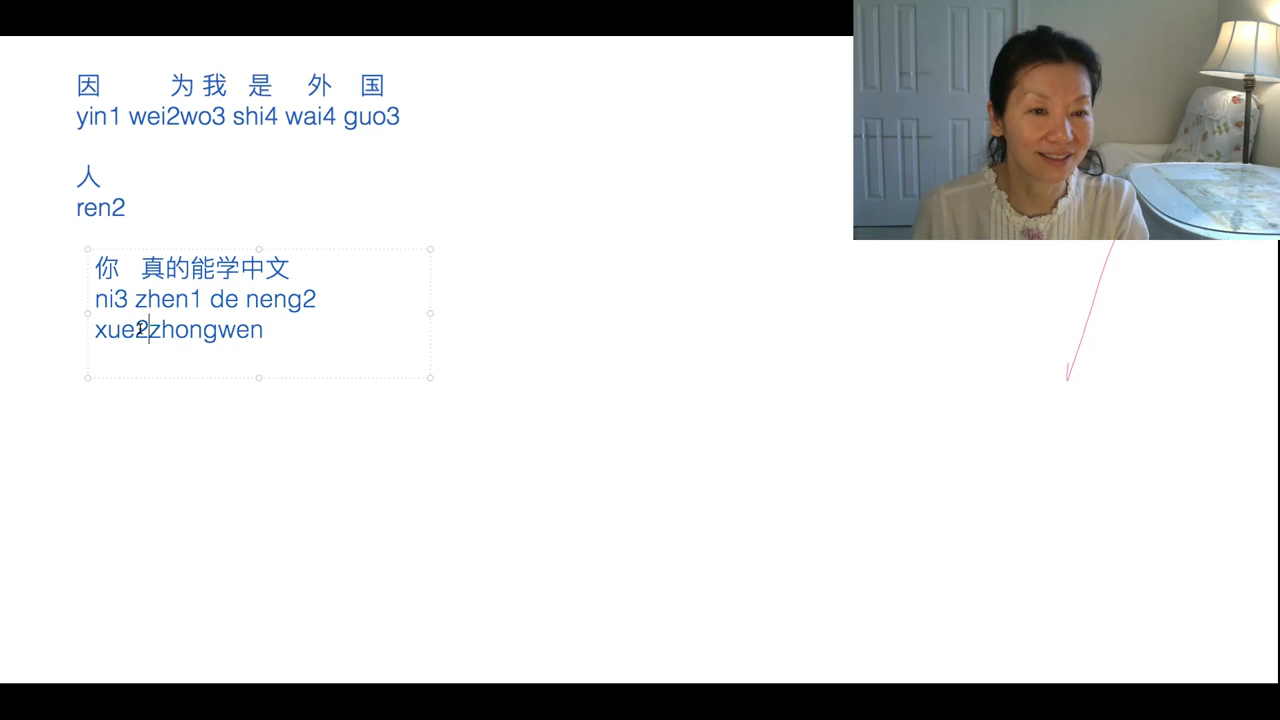 因 为 我 是 外 国
yin1 wei2wo3 shi4 wai4 guo3
人
ren2
你 真的能学中文
ni3 zhen1 de neng2
xue2zhongwen